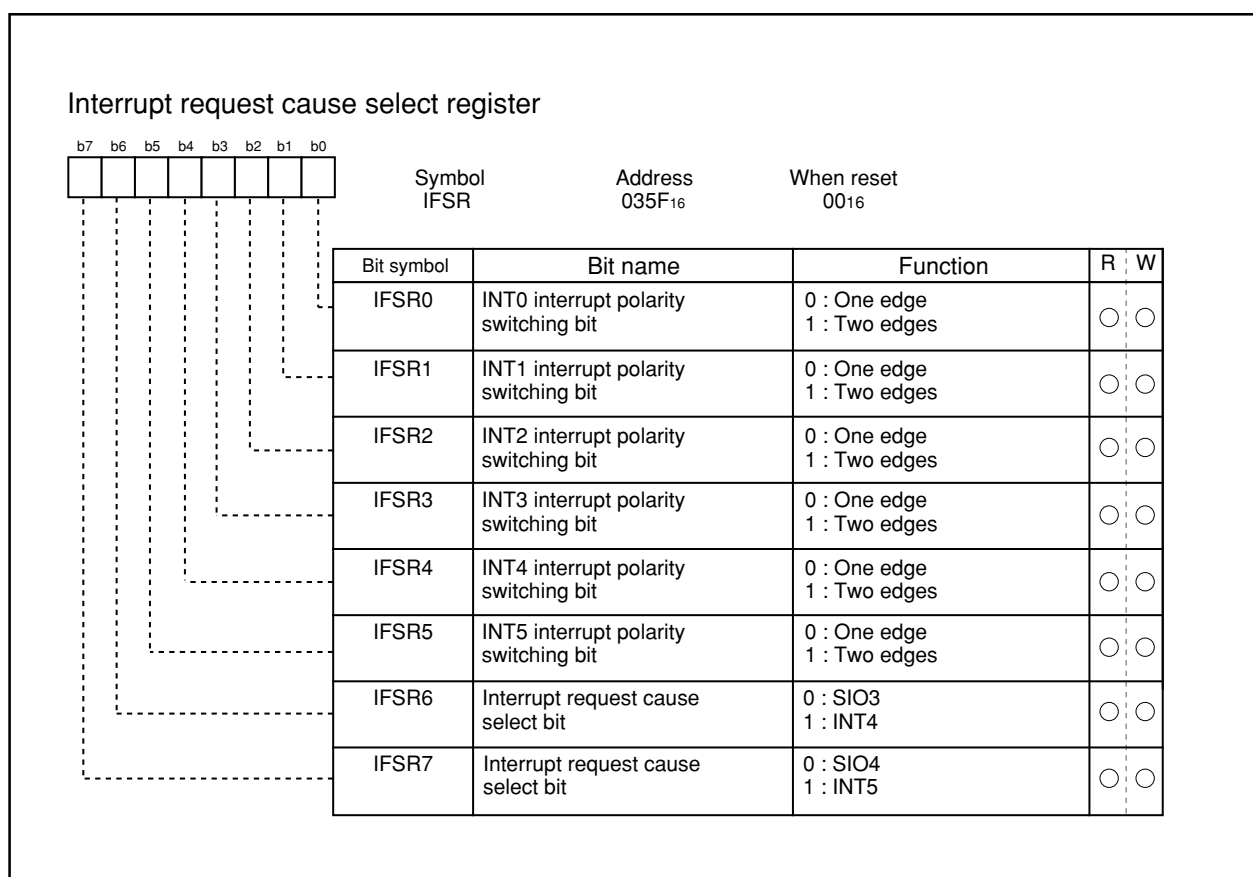 Interrupt request cause select register
b7 b6 b5 b4 b3 b2 b1 b0
Symbol Address When reset
IFSR 035F16 0016
Bit symbol Bit name Function R W
IFSR0 INT0 interrupt polarity 0 : One edge
switching bit 1 : Two edges
IFSR1 INT1 interrupt polarity 0 : One edge
switching bit 1 : Two edges
IFSR2 INT2 interrupt polarity 0 : One edge
switching bit 1 : Two edges
IFSR3 INT3 interrupt polarity 0 : One edge
switching bit 1 : Two edges
IFSR4 INT4 interrupt polarity 0 : One edge
switching bit 1 : Two edges
IFSR5 INT5 interrupt polarity 0 : One edge
switching bit 1 : Two edges
IFSR6 Interrupt request cause 0 : SIO3
select bit 1 : INT4
IFSR7 Interrupt request cause 0 : SIO4
select bit 1 : INT5